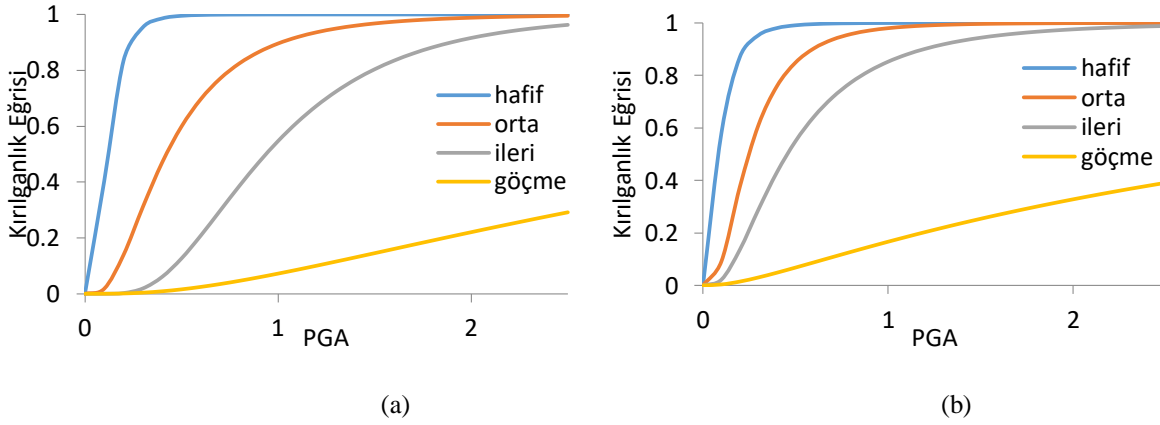 Kırılganlık Eğrisi
1
0.8
0.6
0.4
0.2
0
0
1
2
PGA
hafif
orta
ileri
göçme
(a)
Kırılganlık Eğrisi
1
0.8
0.6
0.4
0.2
0
0
1
2
PGA
hafif
orta
ileri
göçme
(b)